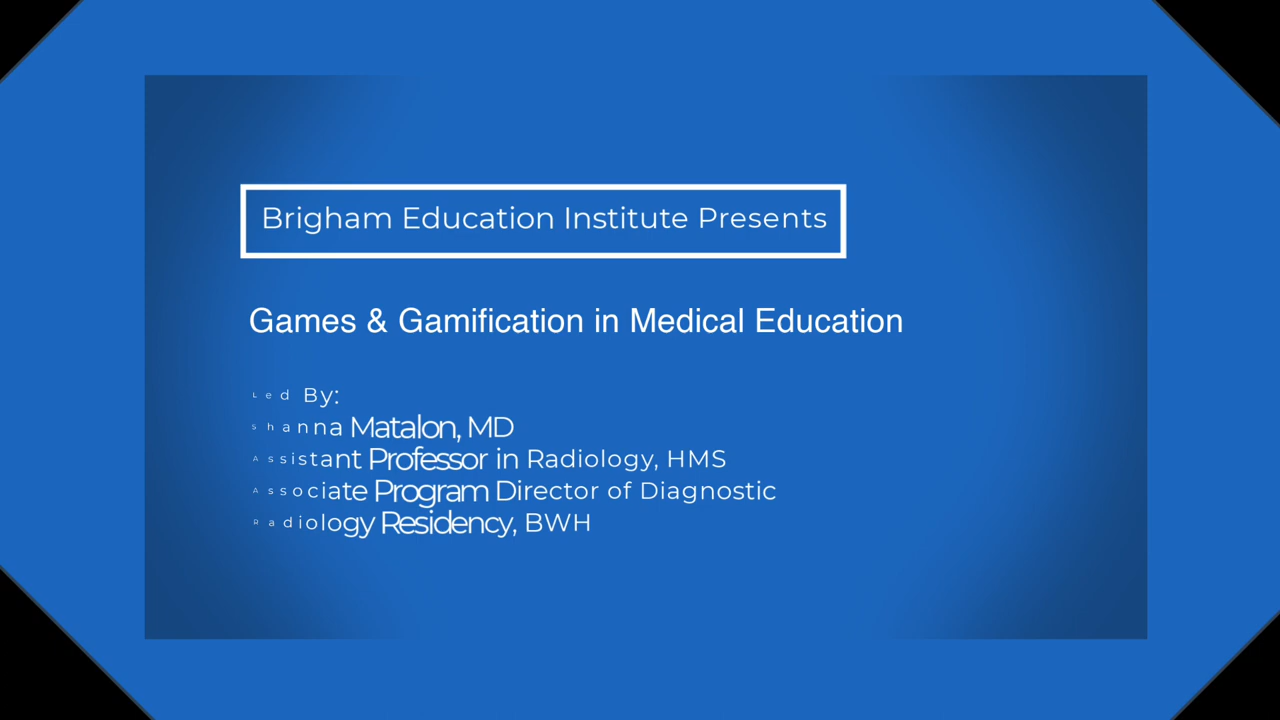 Brigham Education Institute Presents
Games & Gamification in Medical Education
Led By:
Shanna Matalon, MD
Assistant Professor in Radiology, HMS
Associate Program Director of Diagnostic
Radiology Residency, BWH